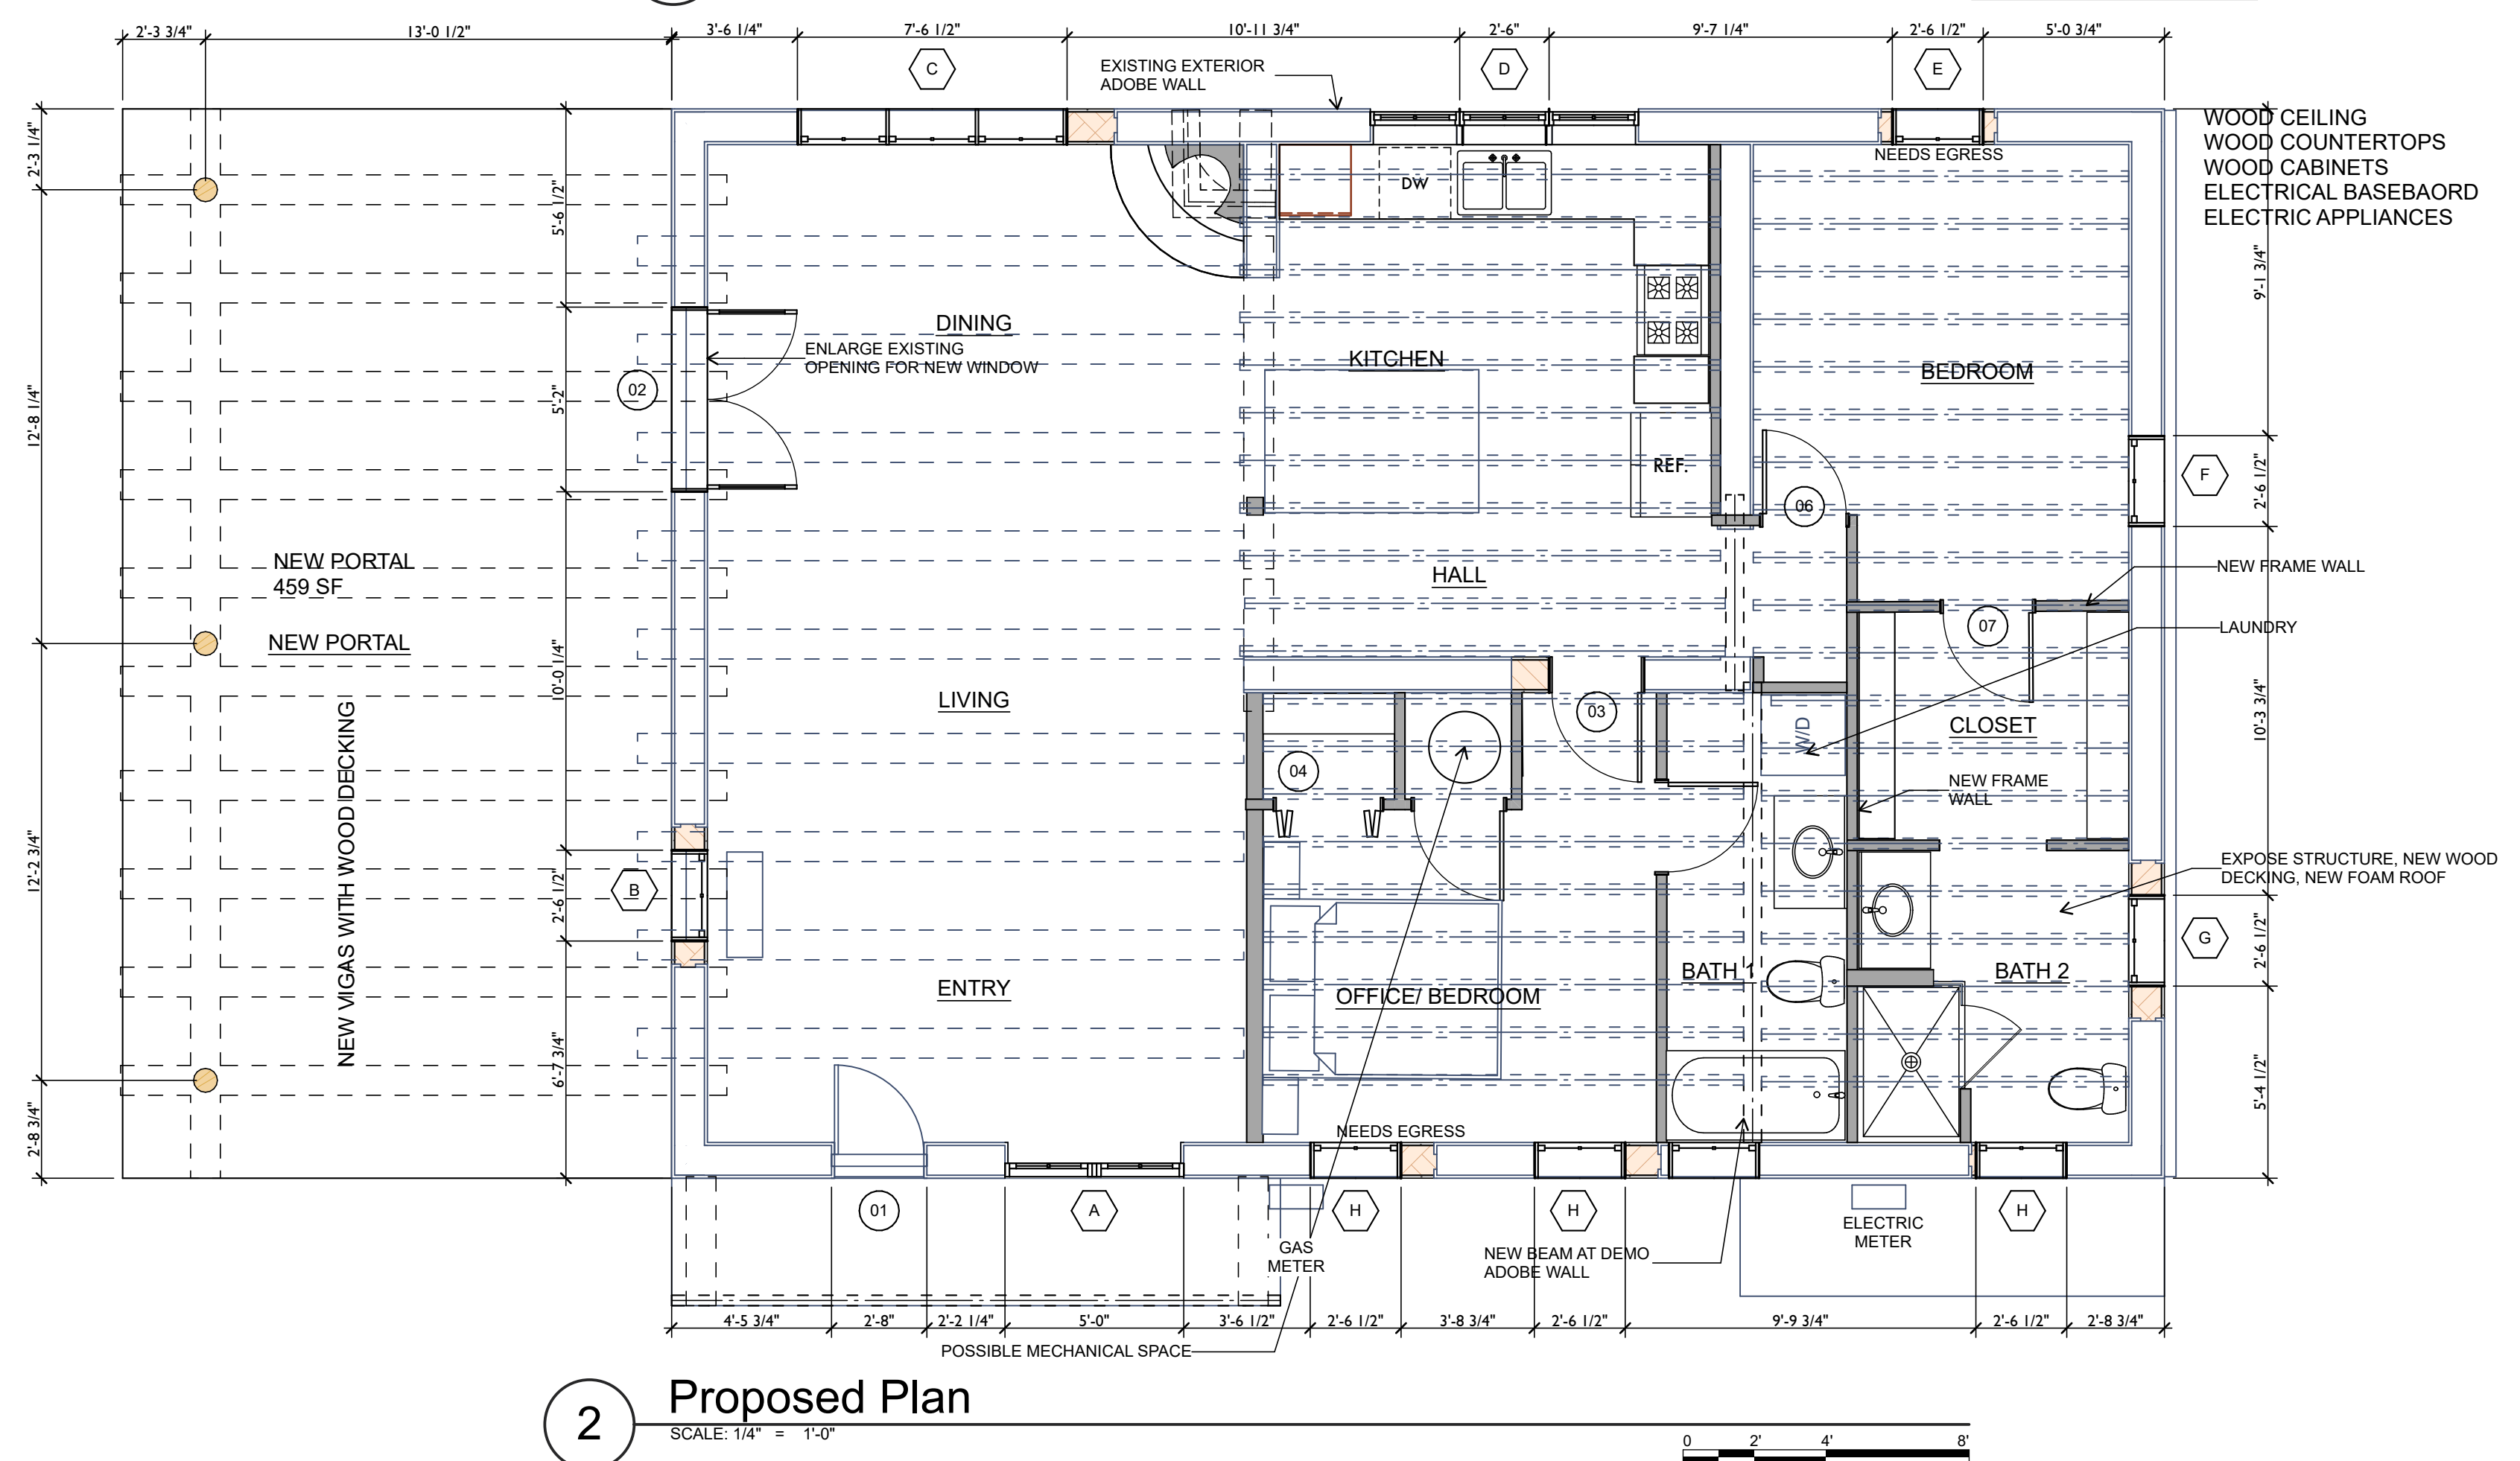 2'-3 3/4"
13'-0 1/2"
3'-6 1/4"
7'-6 1/2"
10'-11 3/4"
2'-6"
9'-7 1/4"
2'-6 1/2"
5'-0 3/4"
C
D
E
EXISTING EXTERIOR
ADOBE WALL
NEEDS EGRESS
WOOD CEILING
WOOD COUNTERTOPS
WOOD CABINETS
ELECTRICAL BASEBAORD
ELECTRIC APPLIANCES
2'-3 1/4"
12'-8 1/4"
12'-2 3/4"
2'-8 3/4"
5'-6 1/2"
5'-2"
10'-0 1/4"
2'-6 1/2"
6'-7 3/4"
DW
DINING
ENLARGE EXISTING
OPENING FOR NEW WINDOW
KITCHEN
BEDROOM
02
REF.
06
F
9'-1 3/4"
2'-6 1/2"
10'-3 3/4"
2'-6 1/2"
5'-4 1/2"
NEW PORTAL
459 SF
NEW PORTAL
NEW VIGAS WITH WOOD DECKING
HALL
NEW FRAME WALL
LAUNDRY
07
LIVING
03
W/D
CLOSET
04
NEW FRAME
WALL
EXPOSE STRUCTURE, NEW WOOD
DECKING, NEW FOAM ROOF
B
G
ENTRY
OFFICE/ BEDROOM
BATH 1
BATH 2
NEEDS EGRESS
01
A
H
H
H
GAS
METER
NEW BEAM AT DEMO
ADOBE WALL
ELECTRIC
METER
4'-5 3/4"
2'-8"
2'-2 1/4"
5'-0"
3'-6 1/2"
2'-6 1/2"
3'-8 3/4"
2'-6 1/2"
9'-9 3/4"
2'-6 1/2"
2'-8 3/4"
POSSIBLE MECHANICAL SPACE
2
Proposed Plan
SCALE: 1/4" = 1'-0"
0 2' 4' 8'